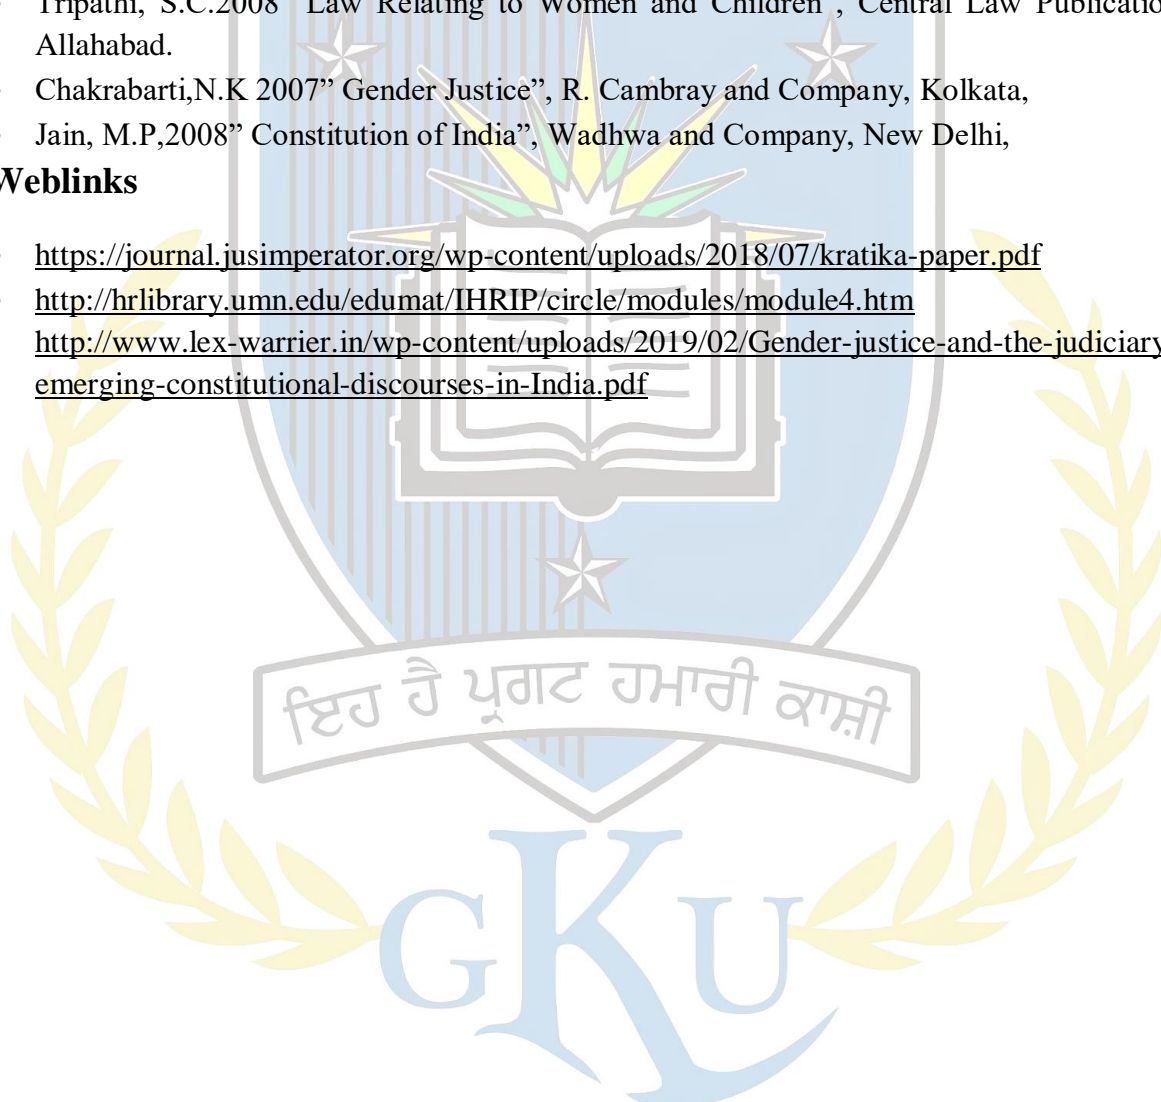 Tripathi, S.C.2008 Law Relating to Women and Children , Central Law Publicatio
Allahabad.
Chakrabarti,N.K 2007” Gender Justice”, R. Cambray and Company, Kolkata,
Jain, M.P,2008” Constitution of India”, Wadhwa and Company, New Delhi,
Weblinks
https://journal.jusimperator.org/wp-content/uploads/2018/07/kratika-paper.pdf
http://hrlibrary.umn.edu/edumat/IHRIP/circle/modules/module4.htm
http://www.lex-warrier.in/wp-content/uploads/2019/02/Gender-justice-and-the-judiciary
emerging-constitutional-discourses-in-India.pdf
ਇਹ ਹੈ ਪ੍ਰਗਟ ਹਮਾਰੀ ਕਾਸ਼ੀ
GKU